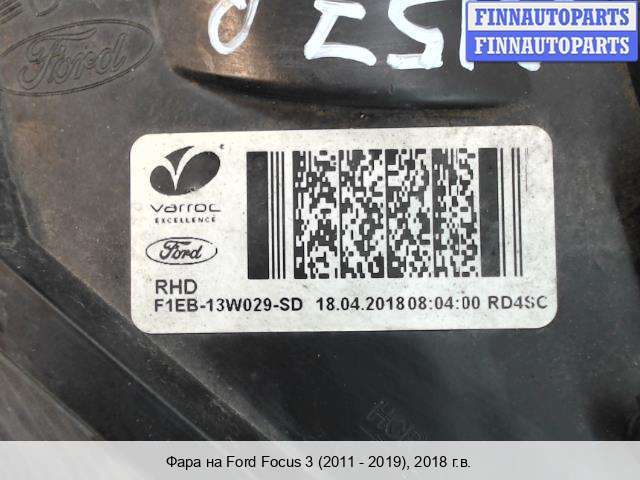 FINNAUTOPARTS
FINNAUTOPARTS
Ford
varroc
EXCELLENCE
Ford
RHD
F1EB-13W029-SD 18.04.2018 08:04:00 RD4SC
Фара на Ford Focus 3 (2011 - 2019), 2018 г.в.